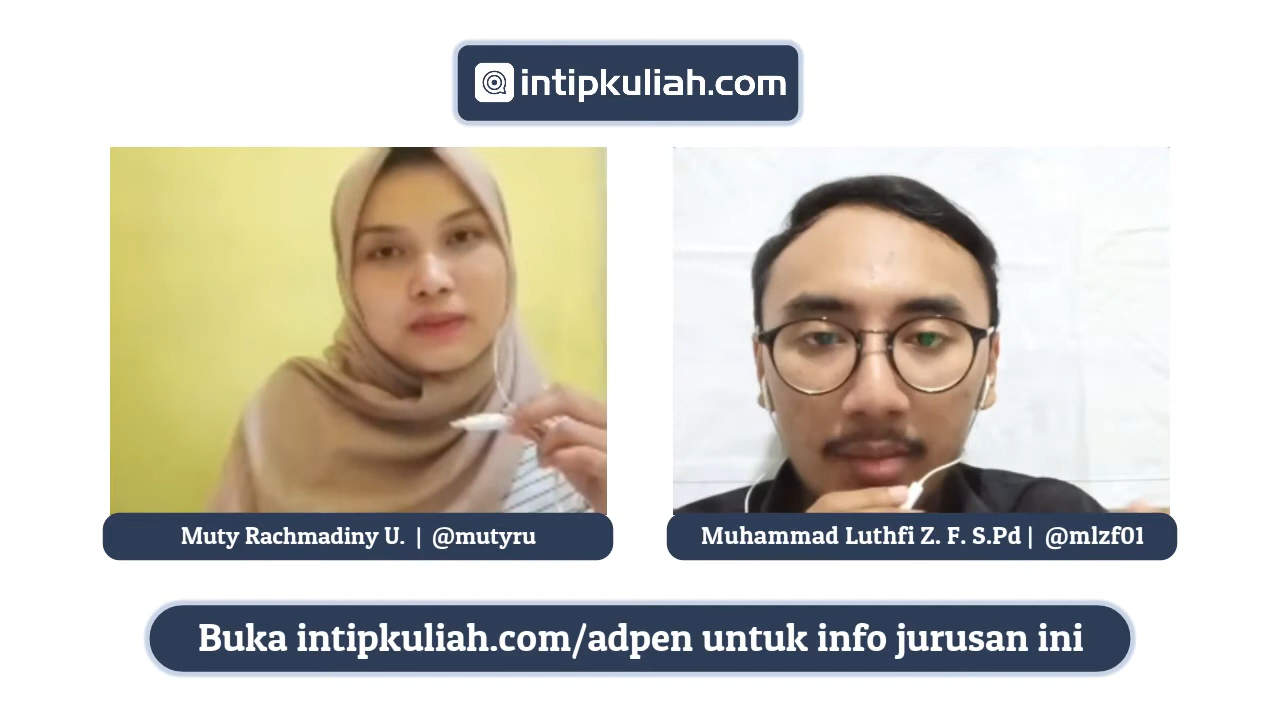 intipkuliah.com
Muty Rachmadiny U. | @mutyru
Muhammad Luthfi Z. F. S.Pd | @mlzf01
Buka intipkuliah.com/adpen untuk info jurusan ini